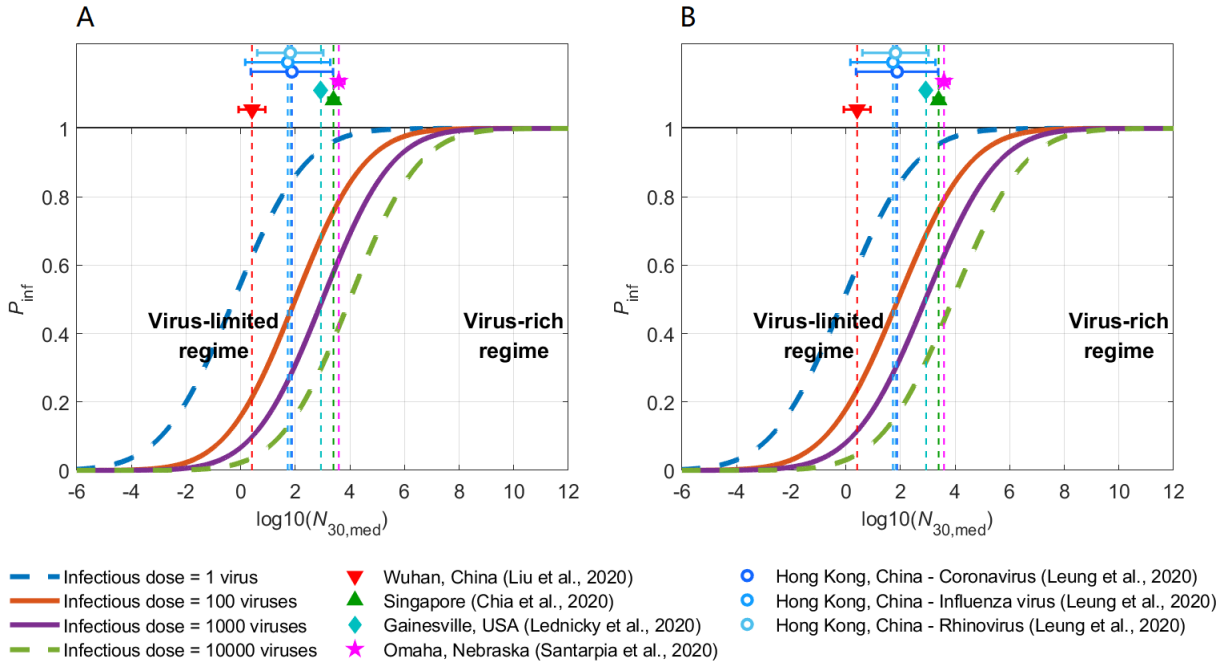 A
B
1
0.8
0.6
0.4
0.2
0
P_inf
Virus-limited
regime
Virus-rich
regime
-6 -4 -2 0 2 4 6 8 10 12
log10(N_30,med)
1
0.8
0.6
0.4
0.2
0
P_inf
Virus-limited
regime
Virus-rich
regime
-6 -4 -2 0 2 4 6 8 10 12
log10(N_30,med)
Infectious dose = 1 virus
Infectious dose = 100 viruses
Infectious dose = 1000 viruses
Infectious dose = 10000 viruses
Wuhan, China (Liu et al., 2020)
Singapore (Chia et al., 2020)
Gainesville, USA (Lednicky et al., 2020)
Omaha, Nebraska (Santarpia et al., 2020)
Hong Kong, China - Coronavirus (Leung et al., 2020)
Hong Kong, China - Influenza virus (Leung et al., 2020)
Hong Kong, China - Rhinovirus (Leung et al., 2020)